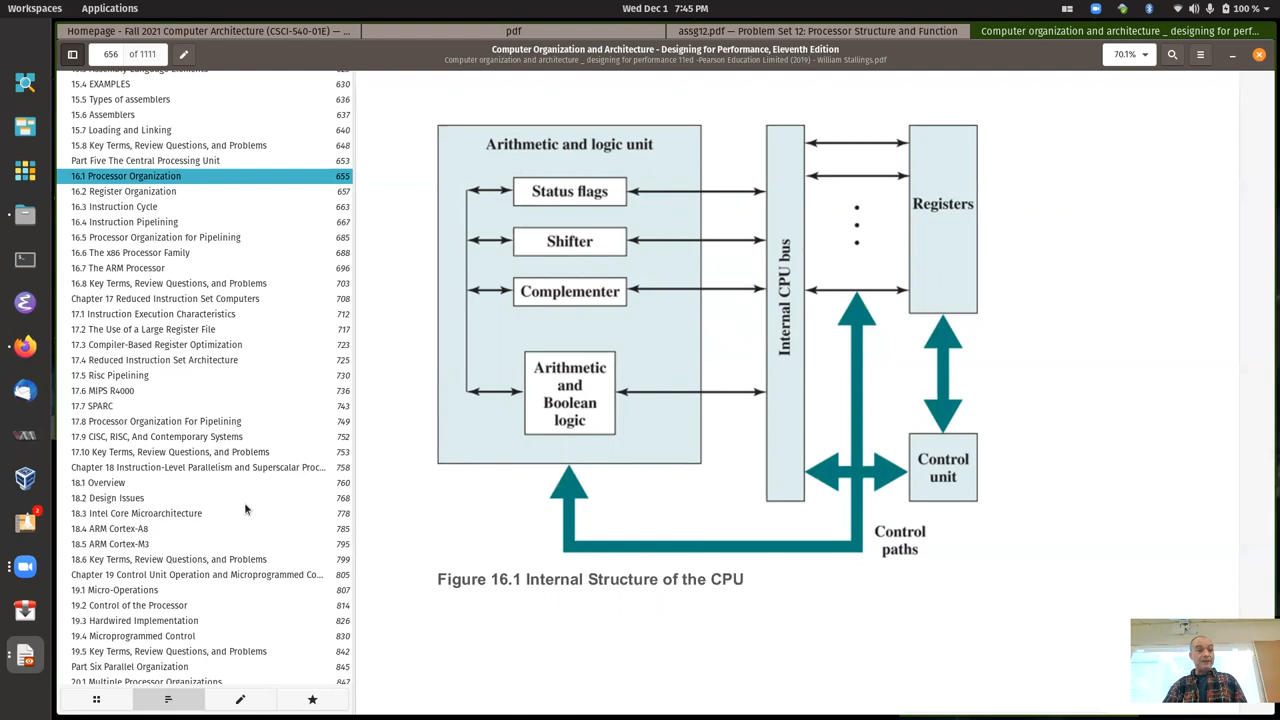 Workspaces
Applications
Wed Dec 1 7:45 PM
100 %
Homepage - Fall 2021 Computer Architecture (CSCI-540-01E) — ...
pdf
assg12.pdf — Problem Set 12: Processor Structure and Function
Computer organization and architecture _ designing for perf...
656 of 1111
Computer Organization and Architecture - Designing for Performance, Eleventh Edition
Computer organization and architecture _ designing for performance 11ed -Pearson Education Limited (2019) - William Stallings.pdf
70.1%
15.4 EXAMPLES 630
15.5 Types of assemblers 636
15.6 Assemblers 637
15.7 Loading and Linking 640
15.8 Key Terms, Review Questions, and Problems 648
Part Five The Central Processing Unit 653
16.1 Processor Organization 655
16.2 Register Organization 657
16.3 Instruction Cycle 663
16.4 Instruction Pipelining 667
16.5 Processor Organization for Pipelining 685
16.6 The x86 Processor Family 688
16.7 The ARM Processor 696
16.8 Key Terms, Review Questions, and Problems 703
Chapter 17 Reduced Instruction Set Computers 708
17.1 Instruction Execution Characteristics 712
17.2 The Use of a Large Register File 717
17.3 Compiler-Based Register Optimization 723
17.4 Reduced Instruction Set Architecture 725
17.5 Risc Pipelining 730
17.6 MIPS R4000 736
17.7 SPARC 743
17.8 Processor Organization For Pipelining 749
17.9 CISC, RISC, And Contemporary Systems 752
17.10 Key Terms, Review Questions, and Problems 753
Chapter 18 Instruction-Level Parallelism and Superscalar Proc... 758
18.1 Overview 760
18.2 Design Issues 768
18.3 Intel Core Microarchitecture 778
18.4 ARM Cortex-A8 785
18.5 ARM Cortex-M3 795
18.6 Key Terms, Review Questions, and Problems 799
Chapter 19 Control Unit Operation and Microprogrammed Co... 805
19.1 Micro-Operations 807
19.2 Control of the Processor 814
19.3 Hardwired Implementation 826
19.4 Microprogrammed Control 830
19.5 Key Terms, Review Questions, and Problems 842
Part Six Parallel Organization 845
20.1 Multiple Processor Organizations 847
Arithmetic and logic unit
Status flags
Shifter
Complementer
Arithmetic
and
Boolean
logic
Internal CPU bus
Registers
Control
unit
Control
paths
Figure 16.1 Internal Structure of the CPU
2